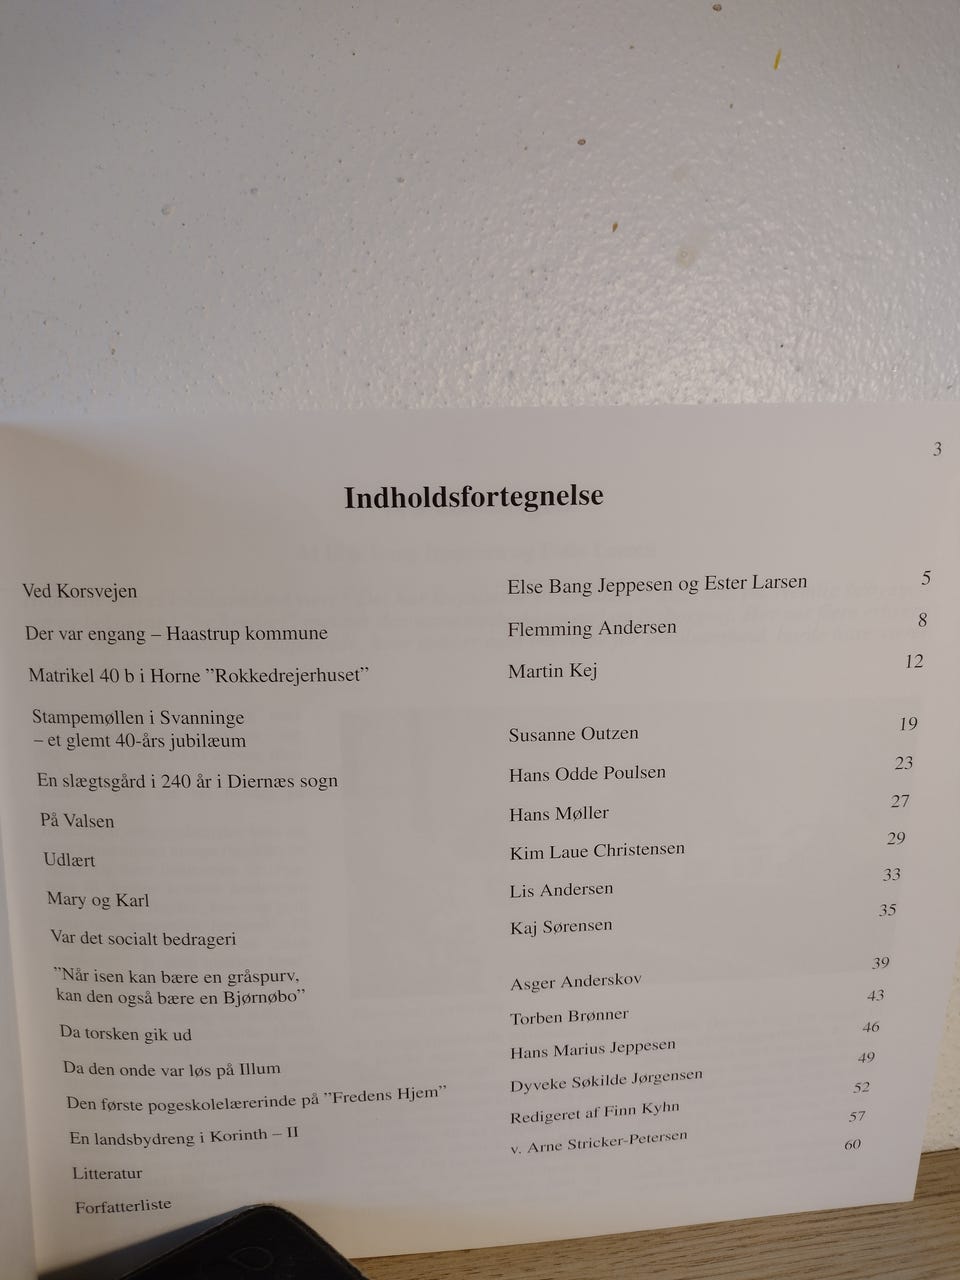 3
Indholdsfortegnelse
Ved Korsvejen Else Bang Jeppesen og Ester Larsen 5
Der var engang – Haastrup kommune Flemming Andersen 8
Matrikel 40 b i Horne ”Rokkedrejerhuset” Martin Kej 12
Stampemøllen i Svanninge
– et glemt 40-års jubilæum Susanne Outzen 19
En slægtsgård i 240 år i Diernæs sogn Hans Odde Poulsen 23
På Valsen Hans Møller 27
Udlært Kim Laue Christensen 29
Mary og Karl Lis Andersen 33
Var det socialt bedrageri Kaj Sørensen 35
”Når isen kan bære en gråspurv,
kan den også bære en Bjørnøbo” Asger Anderskov 39
Da torsken gik ud Torben Brønner 43
Da den onde var løs på Illum Hans Marius Jeppesen 46
Den første pogeskolelærerinde på ”Fredens Hjem” Dyveke Søkilde Jørgensen 49
En landsbydreng i Korinth – II Redigeret af Finn Kyhn 52
Litteratur v. Arne Stricker-Petersen 57
Forfatterliste 60